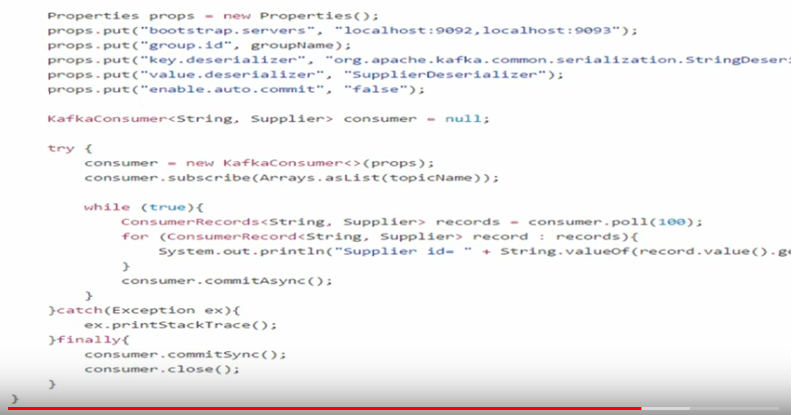 Properties props = new Properties();
props.put("bootstrap.servers", "localhost:9092,localhost:9093");
props.put("group.id", groupName);
props.put("key.deserializer", "org.apache.kafka.common.serialization.StringDeseri
props.put("value.deserializer", "SupplierDeserializer");
props.put("enable.auto.commit", "false");
KafkaConsumer<String, Supplier> consumer = null;
try {
consumer = new KafkaConsumer<>(props);
consumer.subscribe(Arrays.asList(topicName));
while (true){
ConsumerRecords<String, Supplier> records = consumer.poll(100);
for (ConsumerRecord<String, Supplier> record : records){
System.out.println("Supplier id= " + String.valueOf(record.value().ge
}
consumer.commitAsync();
}
}catch(Exception ex){
ex.printStackTrace();
}finally{
consumer.commitSync();
consumer.close();
}
}